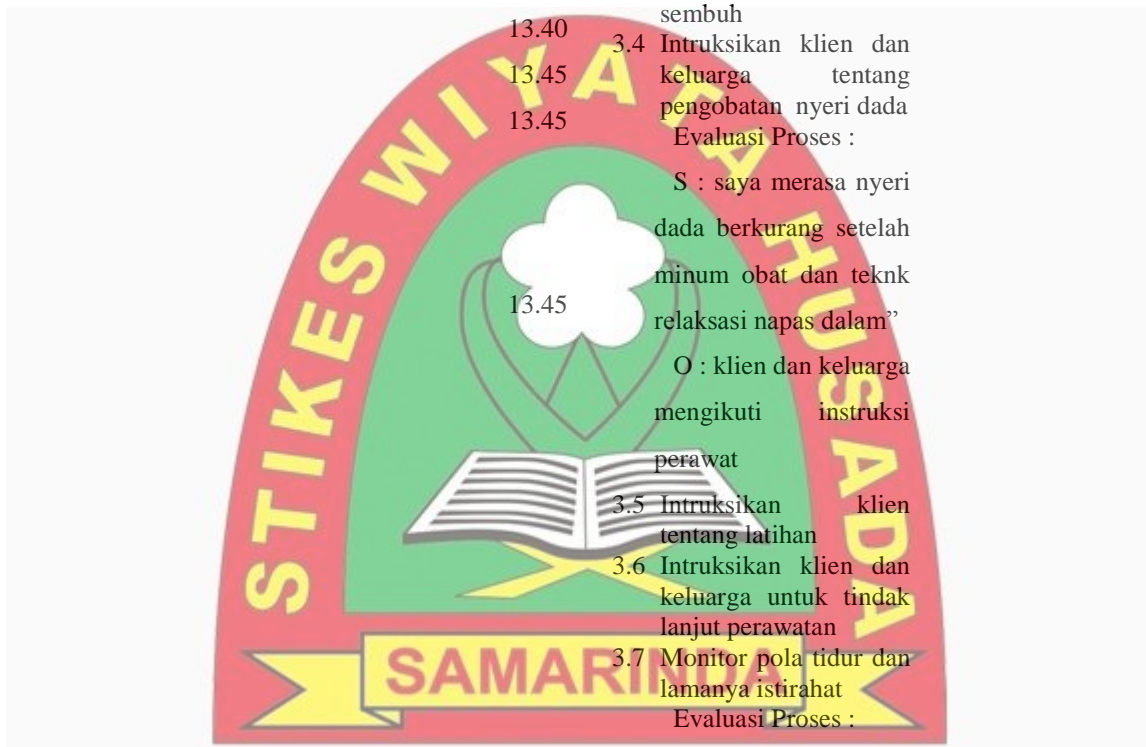 sembuh
13.40
3.4 Intruksikan klien dan
13.45 keluarga tentang
pengobatan nyeri dada
13.45
Evaluasi Proses :
S : saya merasa nyeri
dada berkurang setelah
minum obat dan teknk
13.45
relaksasi napas dalam”
O : klien dan keluarga
mengikuti instruksi
perawat
3.5 Intruksikan klien
tentang latihan
3.6 Intruksikan klien dan
keluarga untuk tindak
lanjut perawatan
3.7 Monitor pola tidur dan
lamanya istirahat
Evaluasi Proses :
STIKES WIYATA HUSADA
SAMARINDA